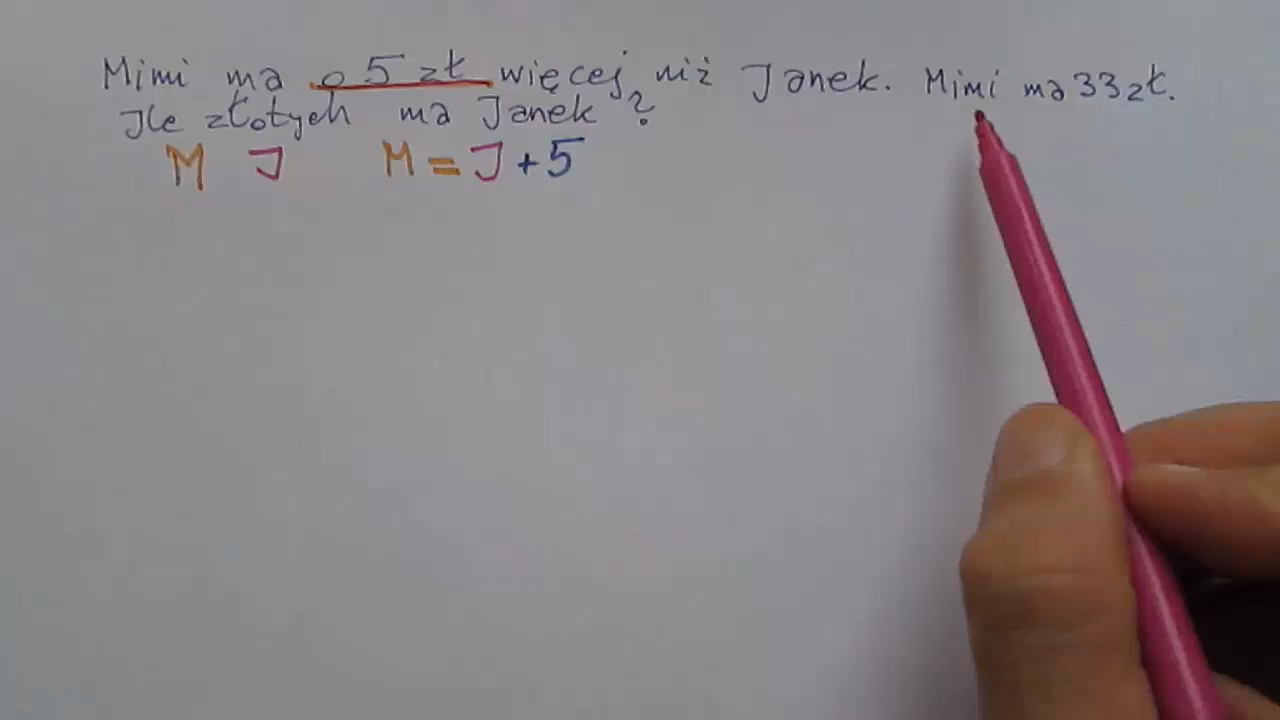 Mimi ma o 5 zł więcej niż Janek. Mimi ma 33 zł.
Ile złotych ma Janek?
M J M = J + 5